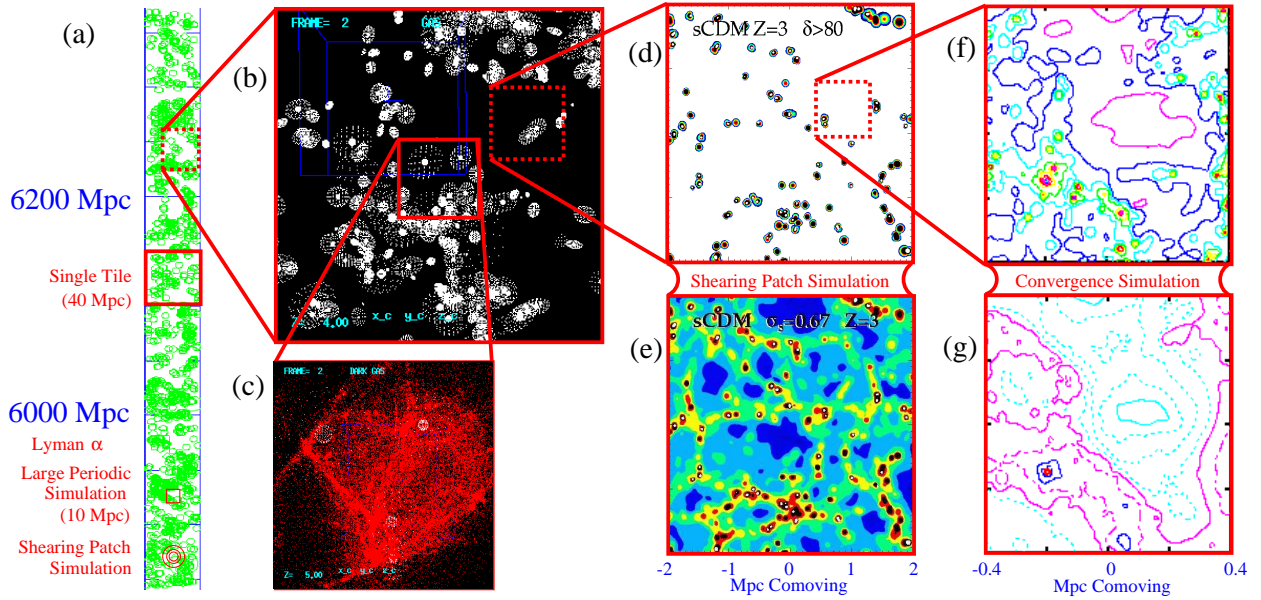 (a)
6200 Mpc
Single Tile
(40 Mpc)
6000 Mpc
Lyman α
Large Periodic
Simulation
(10 Mpc)
Shearing Patch
Simulation
(b)
FRAME= 2 GAS
4.00 x_c y_c z_c
(c)
FRAME= 2 DARK GAS
Z= 5.00 x_c y_c z_c
(d)
sCDM Z=3 δ>80
Shearing Patch Simulation
(e)
sCDM σ₈=0.67 Z=3
-2 -1 0 1 2
Mpc Comoving
(f)
Convergence Simulation
(g)
-0.4 0.4
Mpc Comoving